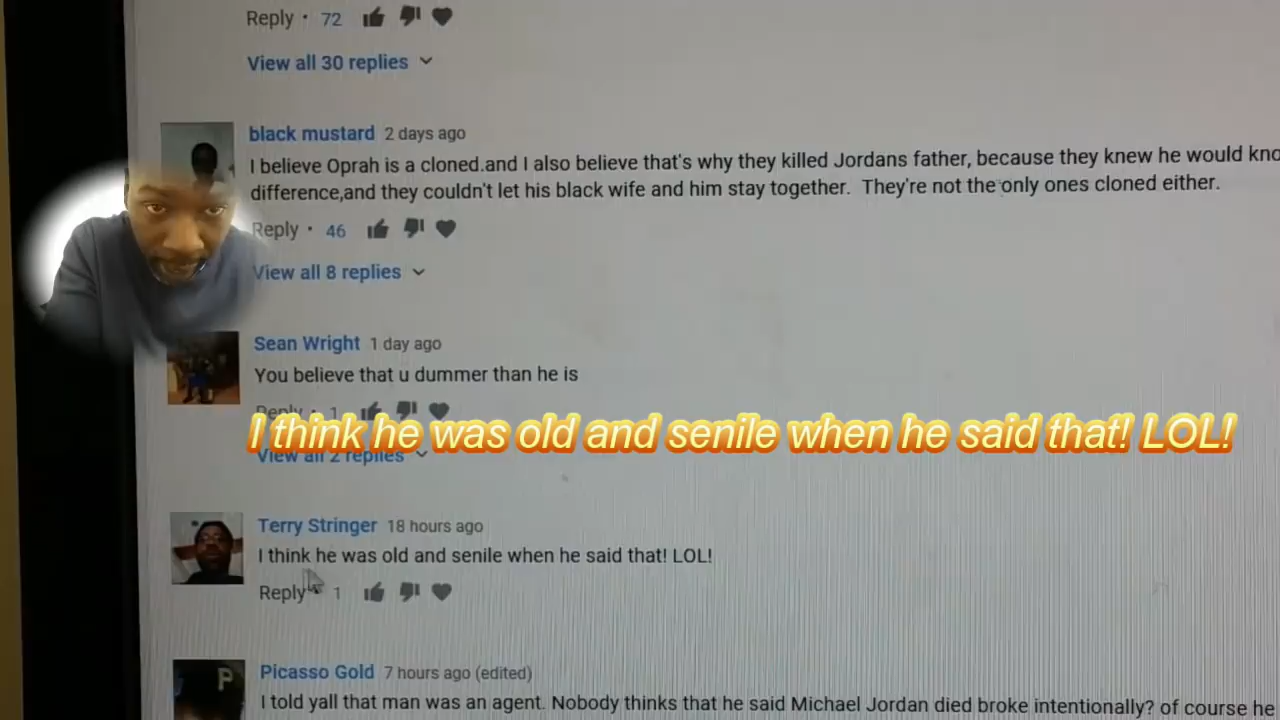 Reply • 72
View all 30 replies
black mustard 2 days ago
I believe Oprah is a cloned.and I also believe that's why they killed Jordans father, because they knew he would
difference,and they couldn't let his black wife and him stay together. They're not the only ones cloned either.
Reply • 46
View all 8 replies
Sean Wright 1 day ago
You believe that u dummer than he is
Reply • 1
I think he was old and senile when he said that! LOL!
View all 2 replies
Terry Stringer 18 hours ago
I think he was old and senile when he said that! LOL!
Reply 1
P
Picasso Gold 7 hours ago (edited)
I told yall that man was an agent. Nobody thinks that he said Michael Jordan died broke intentionally? of course he